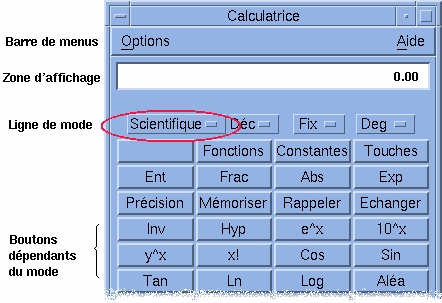 Calculatrice
Barre de menus Options Aide
Zone d'affichage 0.00
Ligne de mode Scientifique Déc Fix Deg
Fonctions Constantes Touches
Ent Frac Abs Exp
Précision Mémoriser Rappeler Echanger
Inv Hyp e^x 10^x
Boutons
dépendants
du mode
y^x x! Cos Sin
Tan Ln Log Aléa